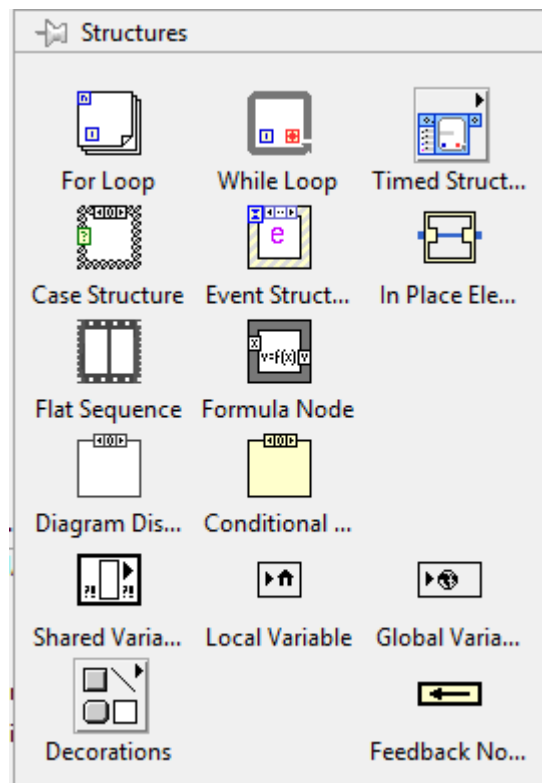 Structures
For Loop
While Loop
Timed Struct...
Case Structure
Event Struct...
In Place Ele...
Flat Sequence
Formula Node
Diagram Dis...
Conditional ...
Shared Varia...
Local Variable
Global Varia...
Decorations
Feedback No...